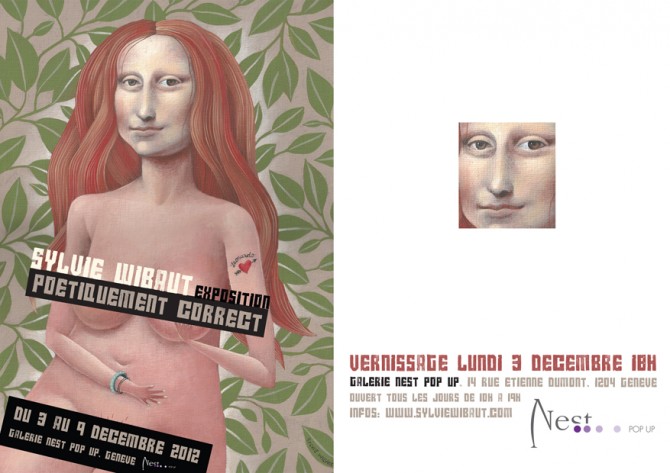 SYLVIE WIBAUT EXPOSITION
POETIQUEMENT CORRECT
DU 3 AU 9 DECEMBRE 2012
GALERIE NEST POP UP, GENEVE Nest
VERNISSAGE LUNDI 3 DECEMBRE 18H
GALERIE NEST POP UP, 14 RUE ETIENNE DUMONT, 1204 GENEVE
OUVERT TOUS LES JOURS DE 10H A 19H
INFOS: WWW.SYLVIEWIBAUT.COM
Nest POP UP